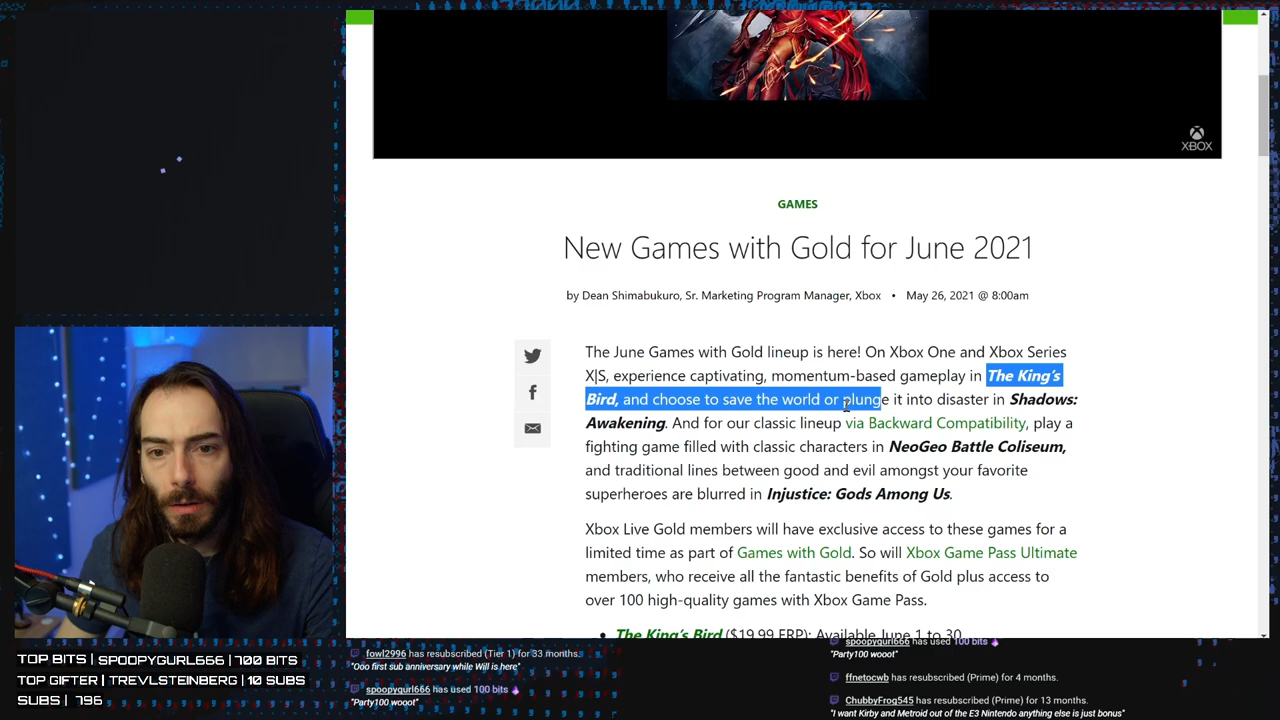 XBOX
GAMES
New Games with Gold for June 2021
by Dean Shimabukuro, Sr. Marketing Program Manager, Xbox • May 26, 2021 @ 8:00am
The June Games with Gold lineup is here! On Xbox One and Xbox Series
X|S, experience captivating, momentum-based gameplay in The King's
Bird, and choose to save the world or plunge it into disaster in Shadows:
Awakening. And for our classic lineup via Backward Compatibility, play a
fighting game filled with classic characters in NeoGeo Battle Coliseum,
and traditional lines between good and evil amongst your favorite
superheroes are blurred in Injustice: Gods Among Us.
Xbox Live Gold members will have exclusive access to these games for a
limited time as part of Games with Gold. So will Xbox Game Pass Ultimate
members, who receive all the fantastic benefits of Gold plus access to
over 100 high-quality games with Xbox Game Pass.
• The King's Bird ($19.99 ERP): Available June 1 to 30
TOP BITS | SPOOPYGURL666 | 700 BITS
TOP GIFTER | TREVLSTEINBERG | 10 SUBS
SUBS | 796
fowl2996 has resubscribed (Tier 1) for 33 months.
"Ooo first sub anniversary while Will is here"
spoopygurl666 has used 100 bits
"Party100 wooot"
spoopygurl666 has used 100 bits
"Party100 wooot"
ffnetocwb has resubscribed (Prime) for 4 months.
ChubbyFrog545 has resubscribed (Prime) for 13 months.
"I want Kirby and Metroid out of the E3 Nintendo anything else is just bonus"